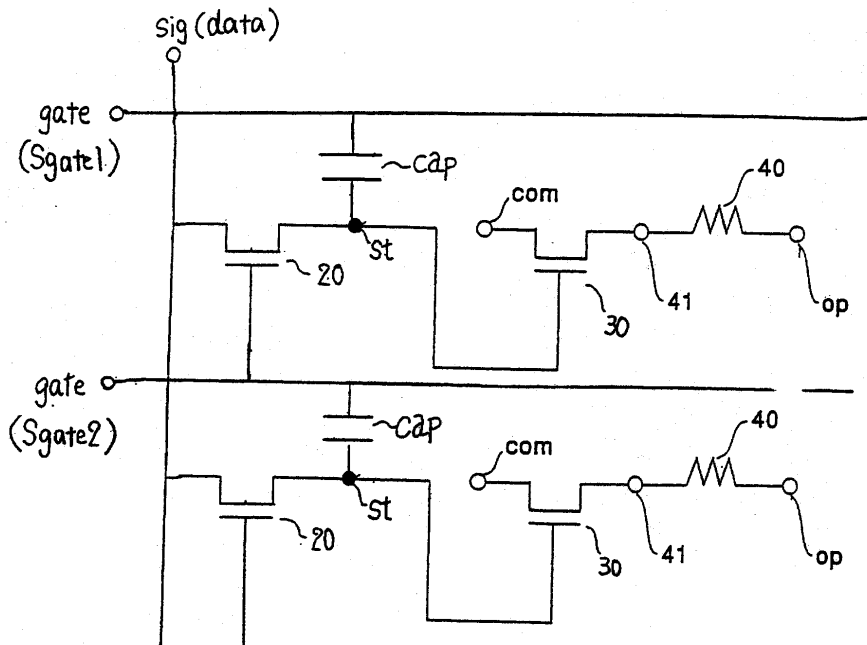 sig (data)
gate
(Sgate1)
cap
com
40
st
20
30
41
op
gate
(Sgate2)
cap
com
40
st
20
30
41
op